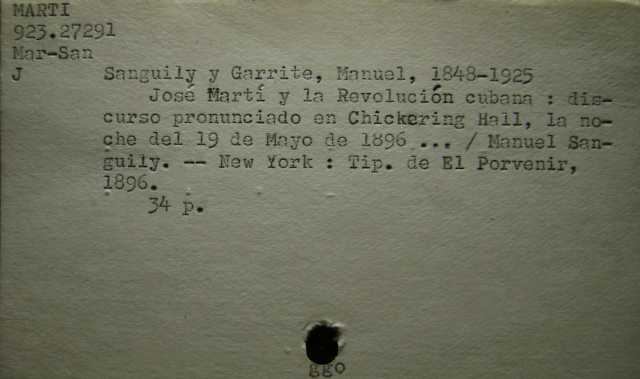 MARTI
923.27291
Mar-San
J Sanguily y Garrite, Manuel, 1848-1925
José Martí y la Revolución cubana : dis-
curso pronunciado en Chickering Hall, la no-
che del 19 de Mayo de 1896 ... / Manuel San-
guily. -- New York : Tip. de El Porvenir,
1896.
34 p.
ggo